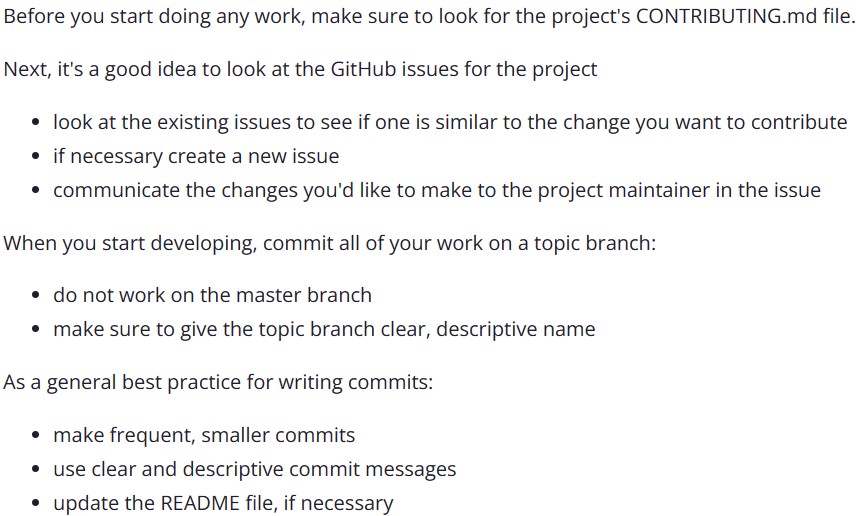 Before you start doing any work, make sure to look for the project's CONTRIBUTING.md file.
Next, it's a good idea to look at the GitHub issues for the project
• look at the existing issues to see if one is similar to the change you want to contribute
• if necessary create a new issue
• communicate the changes you'd like to make to the project maintainer in the issue
When you start developing, commit all of your work on a topic branch:
• do not work on the master branch
• make sure to give the topic branch clear, descriptive name
As a general best practice for writing commits:
• make frequent, smaller commits
• use clear and descriptive commit messages
• update the README file, if necessary